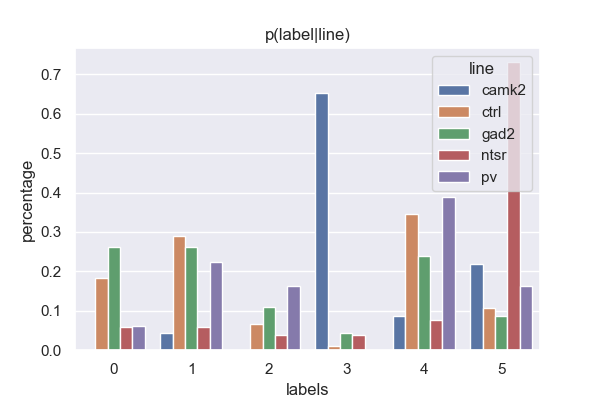 p(label|line)
percentage
0.7
0.6
0.5
0.4
0.3
0.2
0.1
0.0
line
camk2
ctrl
gad2
ntsr
pv
0 1 2 3 4 5
labels